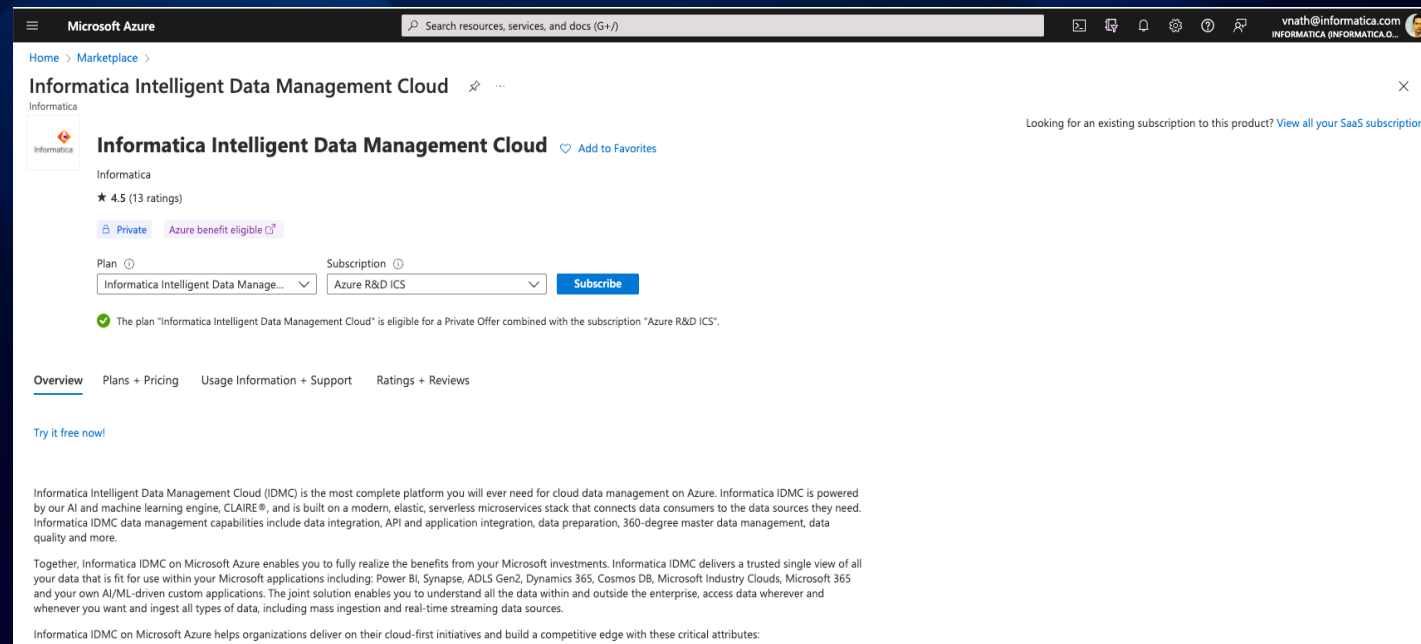 Microsoft Azure
Search resources, services, and docs (G+/)
vnath@informatica.com
INFORMATICA (INFORMATICA.O...
Home > Marketplace >
Informatica Intelligent Data Management Cloud ...
Informatica
Looking for an existing subscription to this product? View all your SaaS subscription
Informatica
Informatica Intelligent Data Management Cloud Add to Favorites
Informatica
★ 4.5 (13 ratings)
Private Azure benefit eligible
Plan Subscription
Informatica Intelligent Data Manage... Azure R&D ICS Subscribe
The plan "Informatica Intelligent Data Management Cloud" is eligible for a Private Offer combined with the subscription "Azure R&D ICS".
Overview Plans + Pricing Usage Information + Support Ratings + Reviews
Try it free now!
Informatica Intelligent Data Management Cloud (IDMC) is the most complete platform you will ever need for cloud data management on Azure. Informatica IDMC is powered
by our AI and machine learning engine, CLAIRE®, and is built on a modern, elastic, serverless microservices stack that connects data consumers to the data sources they need.
Informatica IDMC data management capabilities include data integration, API and application integration, data preparation, 360-degree master data management, data
quality and more.
Together, Informatica IDMC on Microsoft Azure enables you to fully realize the benefits from your Microsoft investments. Informatica IDMC delivers a trusted single view of all
your data that is fit for use within your Microsoft applications including: Power BI, Synapse, ADLS Gen2, Dynamics 365, Cosmos DB, Microsoft Industry Clouds, Microsoft 365
and your own AI/ML-driven custom applications. The joint solution enables you to understand all the data within and outside the enterprise, access data wherever and
whenever you want and ingest all types of data, including mass ingestion and real-time streaming data sources.
Informatica IDMC on Microsoft Azure helps organizations deliver on their cloud-first initiatives and build a competitive edge with these critical attributes: